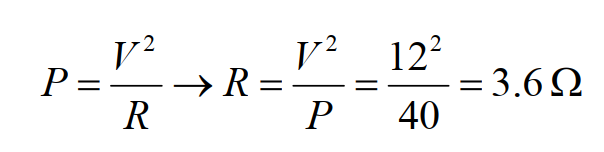 P = V²/R → R = V²/P = 12²/40 = 3.6 Ω